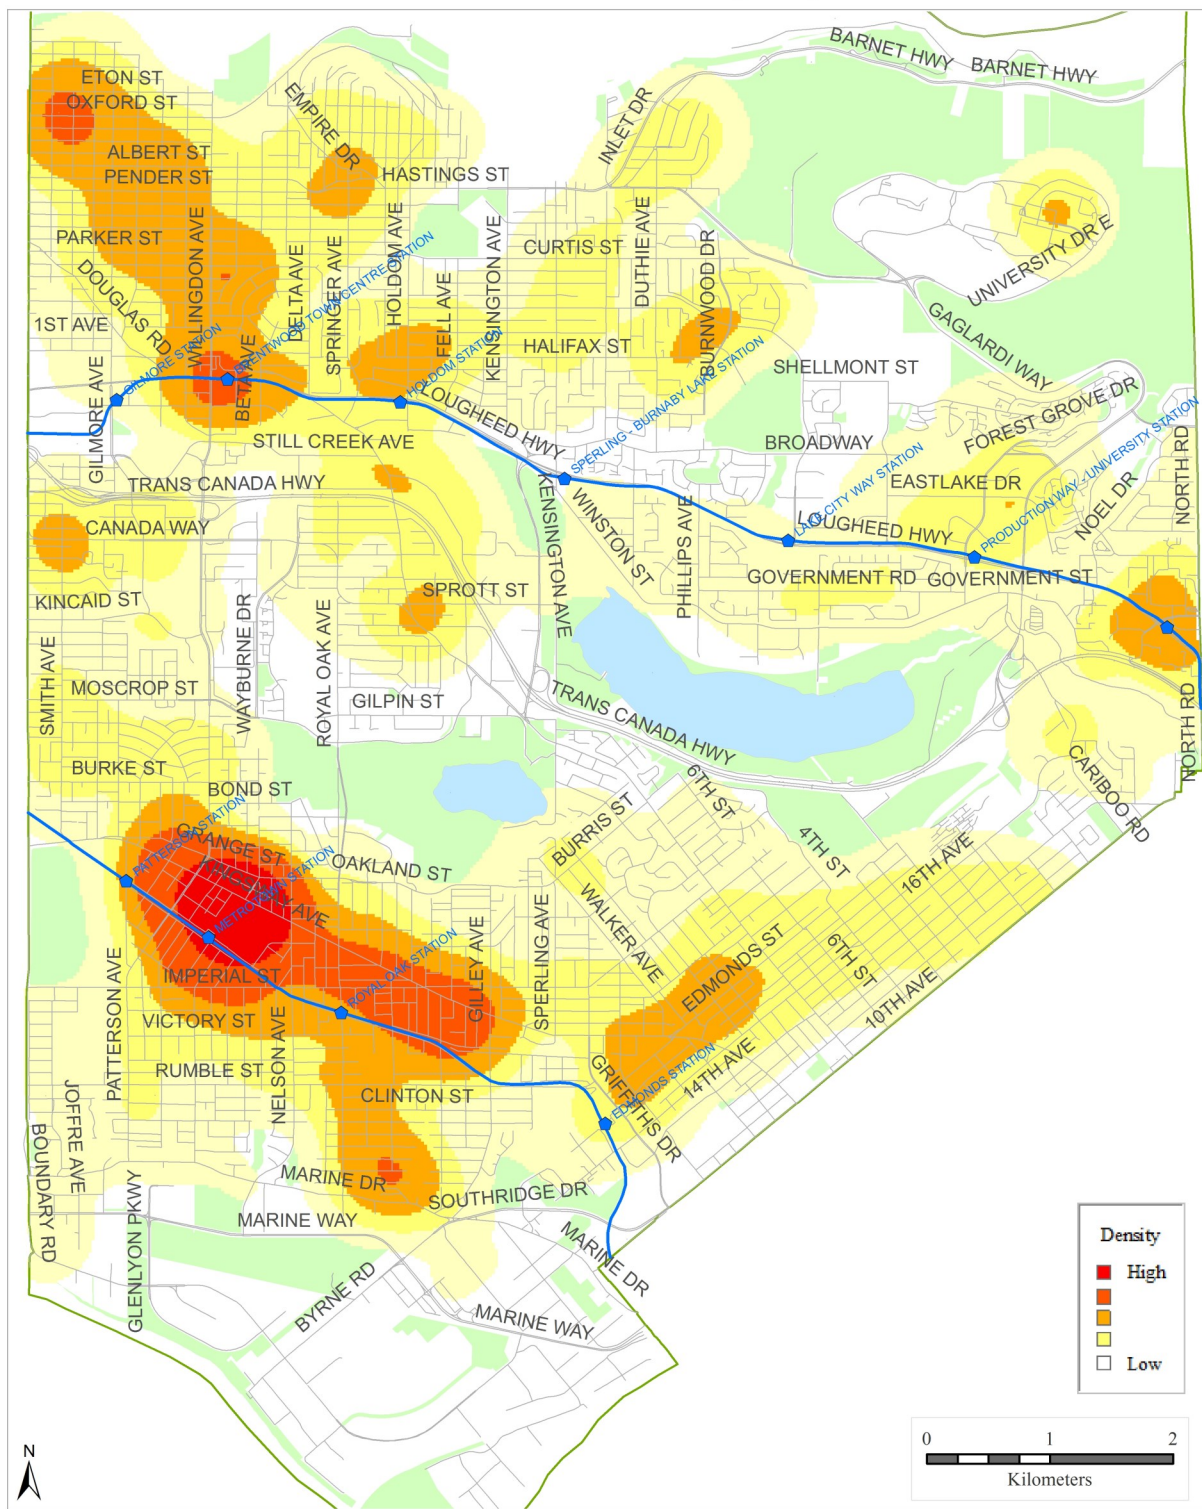 BARNET HWY
BARNET HWY
ETON ST
OXFORD ST
EMPIRE DR
INLET DR
ALBERT ST
PENDER ST
HASTINGS ST
PARKER ST
WILLINGDON AVE
DELTA AVE
SPRINGER AVE
HOLDOM AVE
FELL AVE
KENSINGTON AVE
CURTIS ST
DUTHIE AVE
BURNWOOD DR
UNIVERSITY DR E
DOUGLAS RD
1ST AVE
GILMORE AVE
GILMORE STATION
BETA AVE
BRENTWOOD TOWN CENTRE STATION
HOLDOM STATION
HALIFAX ST
SHELLMONT ST
GAGLARDI WAY
FOREST GROVE DR
LOUGHEED HWY
SPERLING - BURNABY LAKE STATION
STILL CREEK AVE
BROADWAY
TRANS CANADA HWY
CANADA WAY
KENSINGTON AVE
WINSTON ST
PHILLIPS AVE
LAKE CITY WAY STATION
LOUGHEED HWY
EASTLAKE DR
PRODUCTION WAY - UNIVERSITY STATION
NOEL DR
NORTH RD
KINCAID ST
SPROTT ST
GOVERNMENT RD
GOVERNMENT ST
SMITH AVE
WAYBURNE DR
ROYAL OAK AVE
MOSCROP ST
GILPIN ST
TRANS CANADA HWY
NORTH RD
BURKE ST
BOND ST
6TH ST
CARIBOO RD
PATTERSON STATION
GRANGE ST
KINGSWAY AVE
METROTOWN STATION
OAKLAND ST
BURRIS ST
4TH ST
16TH AVE
WALKER AVE
SPERLING AVE
GILLEY AVE
ROYAL OAK STATION
IMPERIAL ST
PATTERSON AVE
VICTORY ST
NELSON AVE
EDMONDS ST
6TH ST
10TH AVE
RUMBLE ST
CLINTON ST
GRIFFITHS DR
EDMONDS STATION
14TH AVE
JOFFRE AVE
BOUNDARY RD
GLENLYON PKWY
MARINE DR
SOUTHRIDGE DR
MARINE WAY
MARINE DR
BYRNE RD
MARINE WAY
Density
High
Low
N
0 1 2
Kilometers